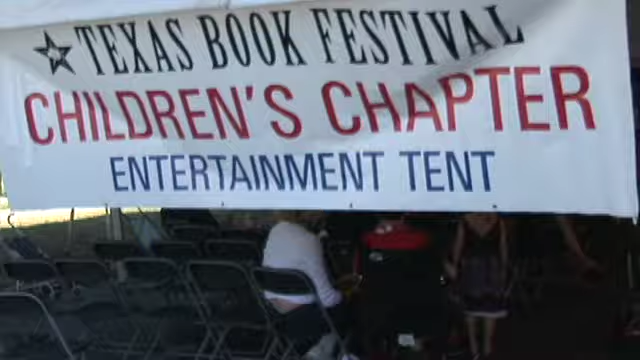 TEXAS BOOK FESTIVAL
CHILDREN'S CHAPTER
ENTERTAINMENT TENT